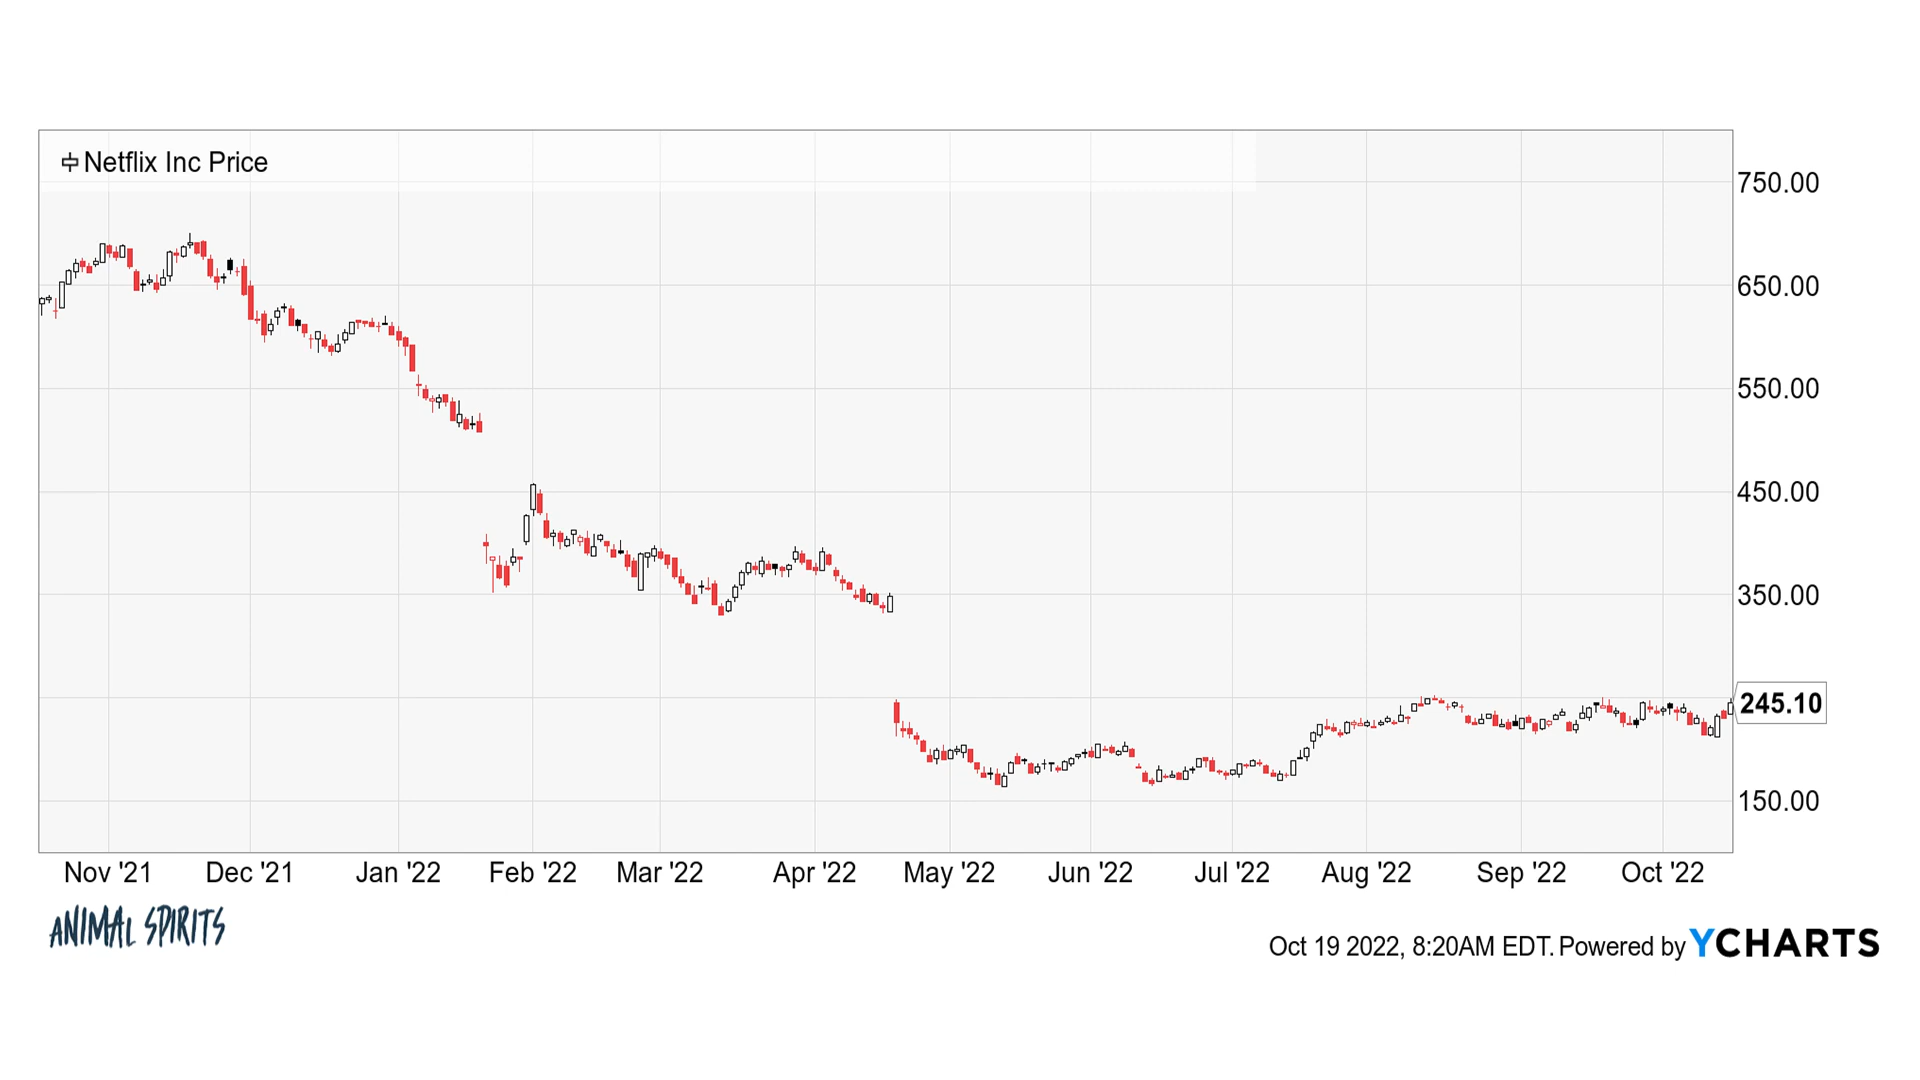 Netflix Inc Price
750.00
650.00
550.00
450.00
350.00
245.10
150.00
Nov '21 Dec '21 Jan '22 Feb '22 Mar '22 Apr '22 May '22 Jun '22 Jul '22 Aug '22 Sep '22 Oct '22
ANIMAL SPIRITS
Oct 19 2022, 8:20AM EDT. Powered by YCHARTS